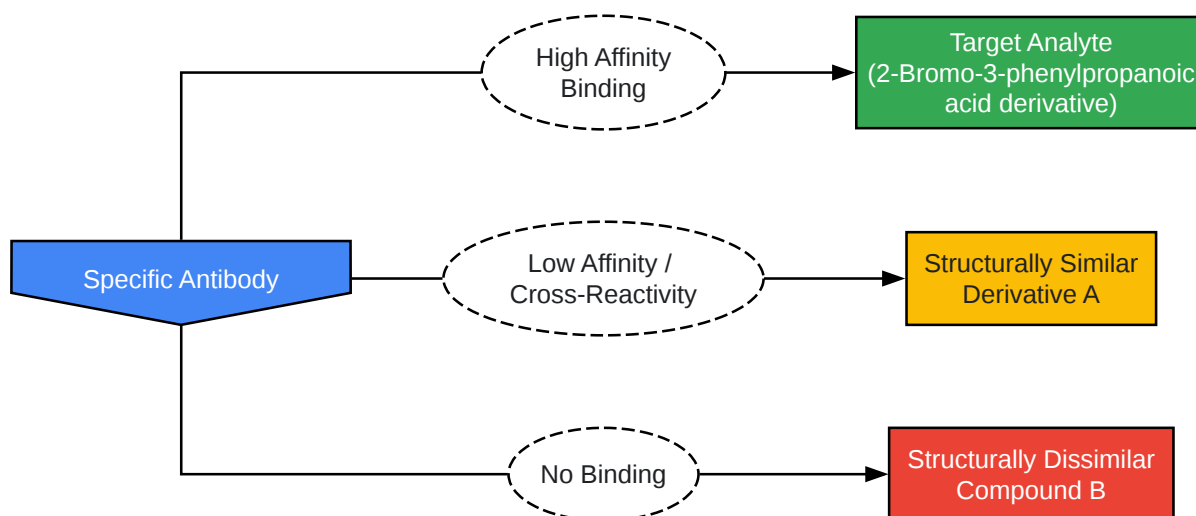 High Affinity
Binding
Target Analyte
(2-Bromo-3-phenylpropanoic
acid derivative)
Specific Antibody
Low Affinity /
Cross-Reactivity
Structurally Similar
Derivative A
No Binding
Structurally Dissimilar
Compound B